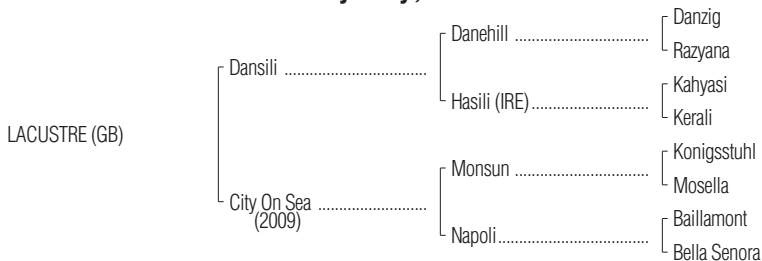 Danzig
Danehill
Razyana
Dansili
Kahyasi
Hasili (IRE)
Kerali
LACUSTRE (GB)
Konigsstuhl
Monsun
Mosella
City On Sea
(2009)
Baillamont
Napoli
Bella Senora